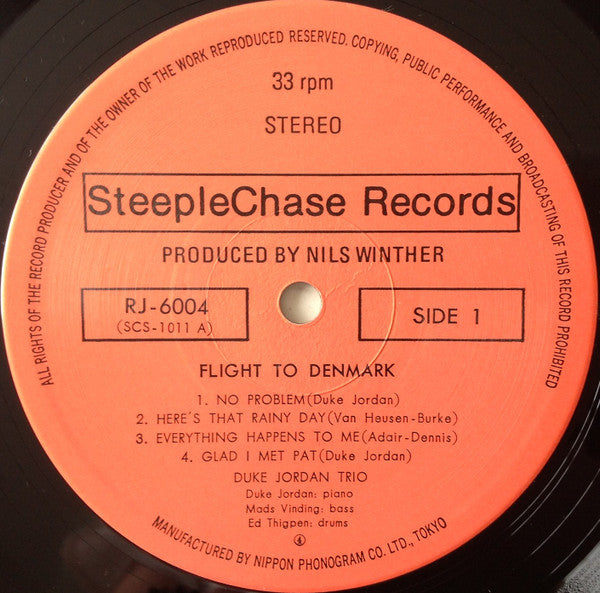 ALL RIGHTS OF THE RECORD PRODUCER AND OF THE OWNER OF THE WORK REPRODUCED RESERVED. COPYING, PUBLIC PERFORMANCE AND BROADCASTING OF THIS RECORD PROHIBITED
33 rpm
STEREO
SteepleChase Records
PRODUCED BY NILS WINTHER
RJ-6004
(SCS-1011 A)
SIDE 1
FLIGHT TO DENMARK
1. NO PROBLEM(Duke Jordan)
2. HERE'S THAT RAINY DAY(Van Heusen-Burke)
3. EVERYTHING HAPPENS TO ME(Adair-Dennis)
4. GLAD I MET PAT(Duke Jordan)
DUKE JORDAN TRIO
Duke Jordan: piano
Mads Vinding: bass
Ed Thigpen: drums
MANUFACTURED BY NIPPON PHONOGRAM CO. LTD., TOKYO